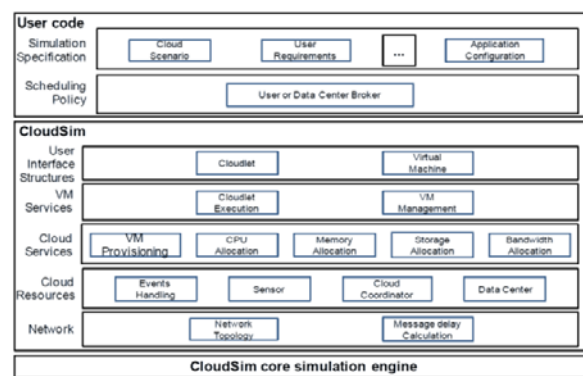 User code
Simulation
Specification
Cloud
Scenario
User
Requirements
...
Application
Configuration
Scheduling
Policy
User or Data Center Broker
CloudSim
User
Interface
Structures
Cloudlet
Virtual
Machine
VM
Services
Cloudlet
Execution
VM
Management
Cloud
Services
VM
Provisioning
CPU
Allocation
Memory
Allocation
Storage
Allocation
Bandwidth
Allocation
Cloud
Resources
Events
Handling
Sensor
Cloud
Coordinator
Data Center
Network
Network
Topology
Message delay
Calculation
CloudSim core simulation engine